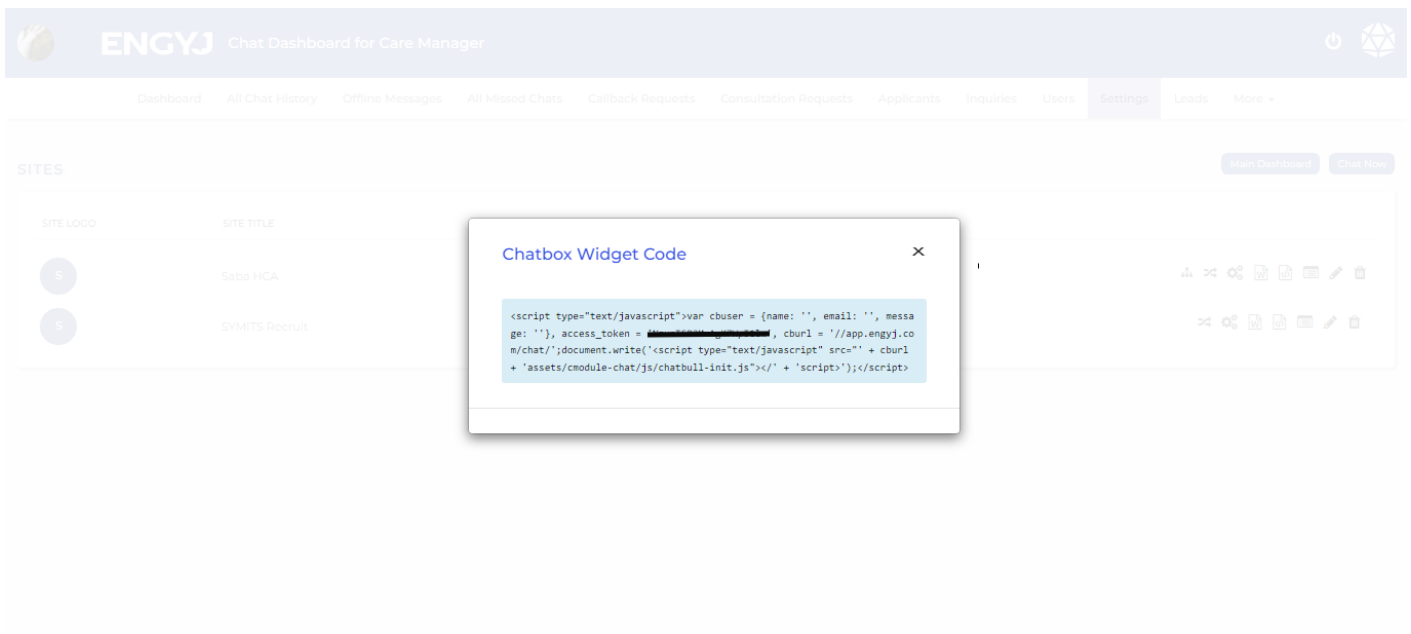 ENGYJ Chat Dashboard for Care Manager
Dashboard All Chat History Offline Messages All Missed Chats Callback Requests Consultation Requests Applicants Inquiries Users Settings Leads More
SITES
Main Dashboard Chat Now
SITE LOGO SITE TITLE
S Saba HCA
S SYMITS Recruit
Chatbox Widget Code ×
<script type="text/javascript">var cbuser = {name: '', email: '', messa
ge: ''}, access_token = ', cburl = '//app.engyj.co
m/chat/';document.write('<script type="text/javascript" src="' + cburl
+ 'assets/cmodule-chat/js/chatbull-init.js"></' + 'script>');</script>